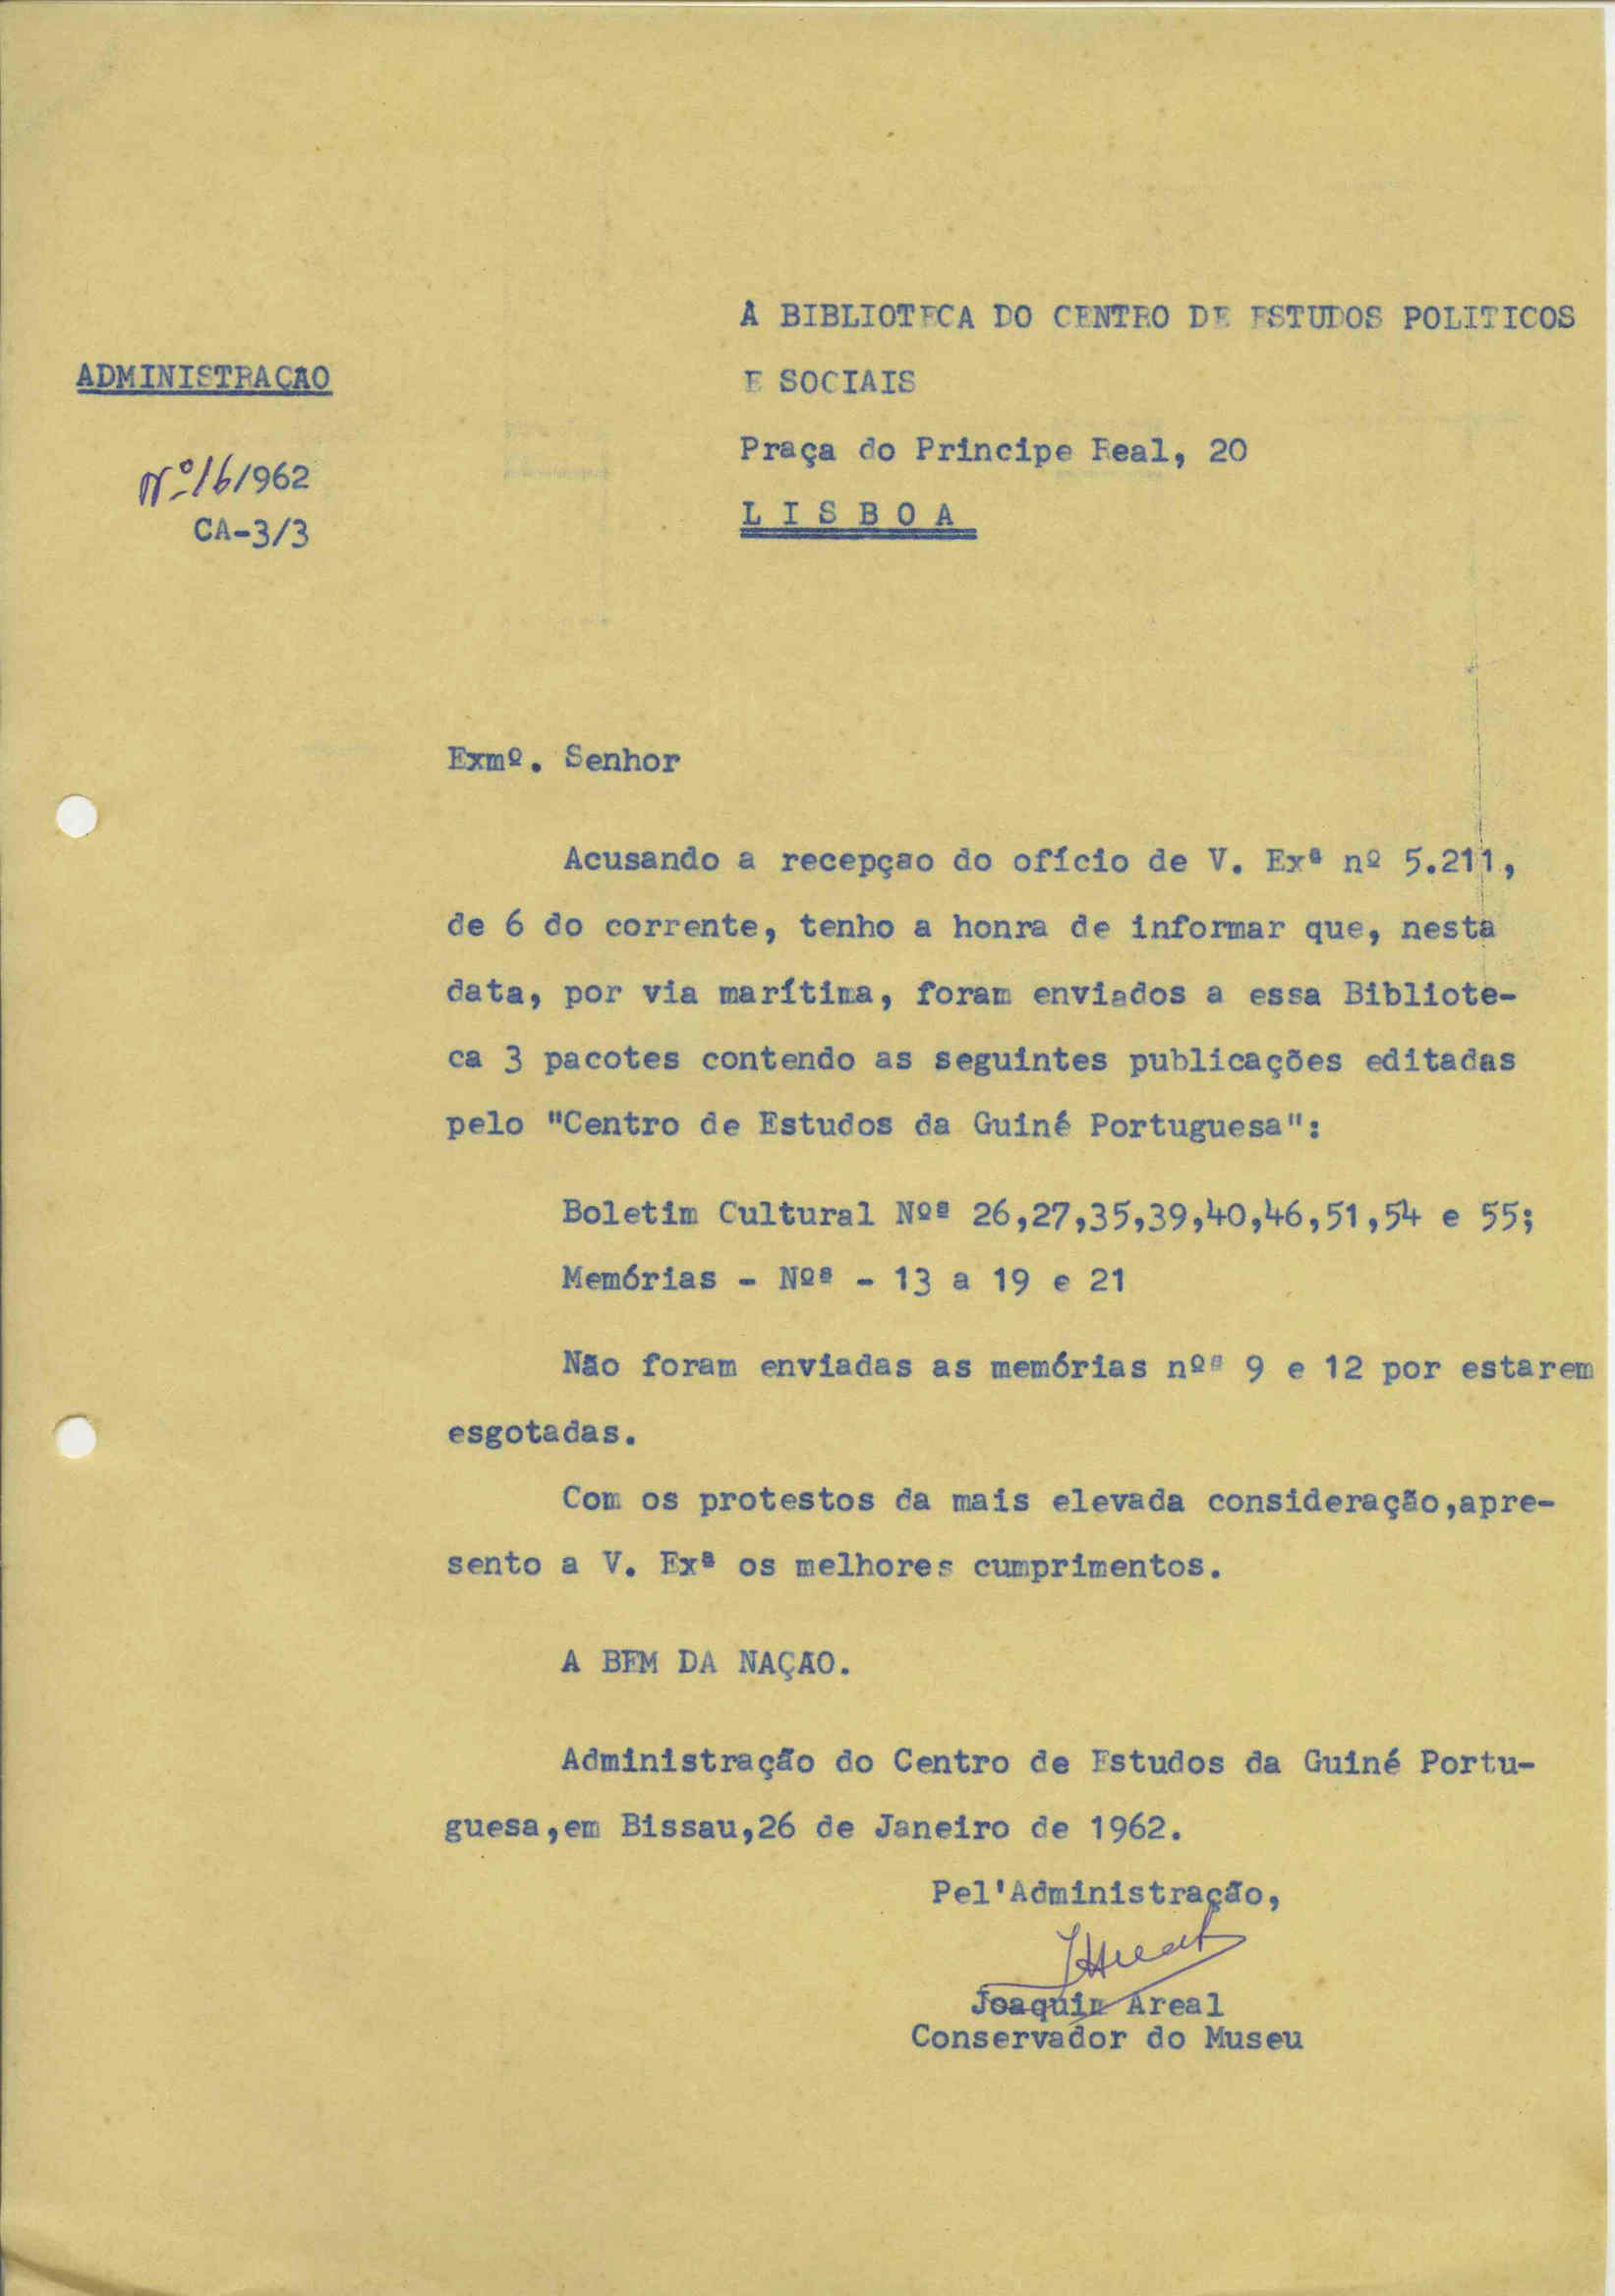 À BIBLIOTECA DO CENTRO DE ESTUDOS POLITICOS
E SOCIAIS
Praça do Principe Real, 20
L I S B O A
ADMINISTRAÇAO
Nº 16/962
CA-3/3
Exmº. Senhor
Acusando a recepçao do ofício de V. Exª nº 5.211,
de 6 do corrente, tenho a honra de informar que, nesta
data, por via marítima, foram enviados a essa Bibliote-
ca 3 pacotes contendo as seguintes publicações editadas
pelo "Centro de Estudos da Guiné Portuguesa":
Boletim Cultural Nºs 26,27,35,39,40,46,51,54 e 55;
Memórias - Nºs - 13 a 19 e 21
Não foram enviadas as memórias nºs 9 e 12 por estarem
esgotadas.
Com os protestos da mais elevada consideração,apre-
sento a V. Exª os melhores cumprimentos.
A BEM DA NAÇAO.
Administração do Centro de Estudos da Guiné Portu-
guesa,em Bissau,26 de Janeiro de 1962.
Pel'Administração,
JAreal
Joaquim Areal
Conservador do Museu